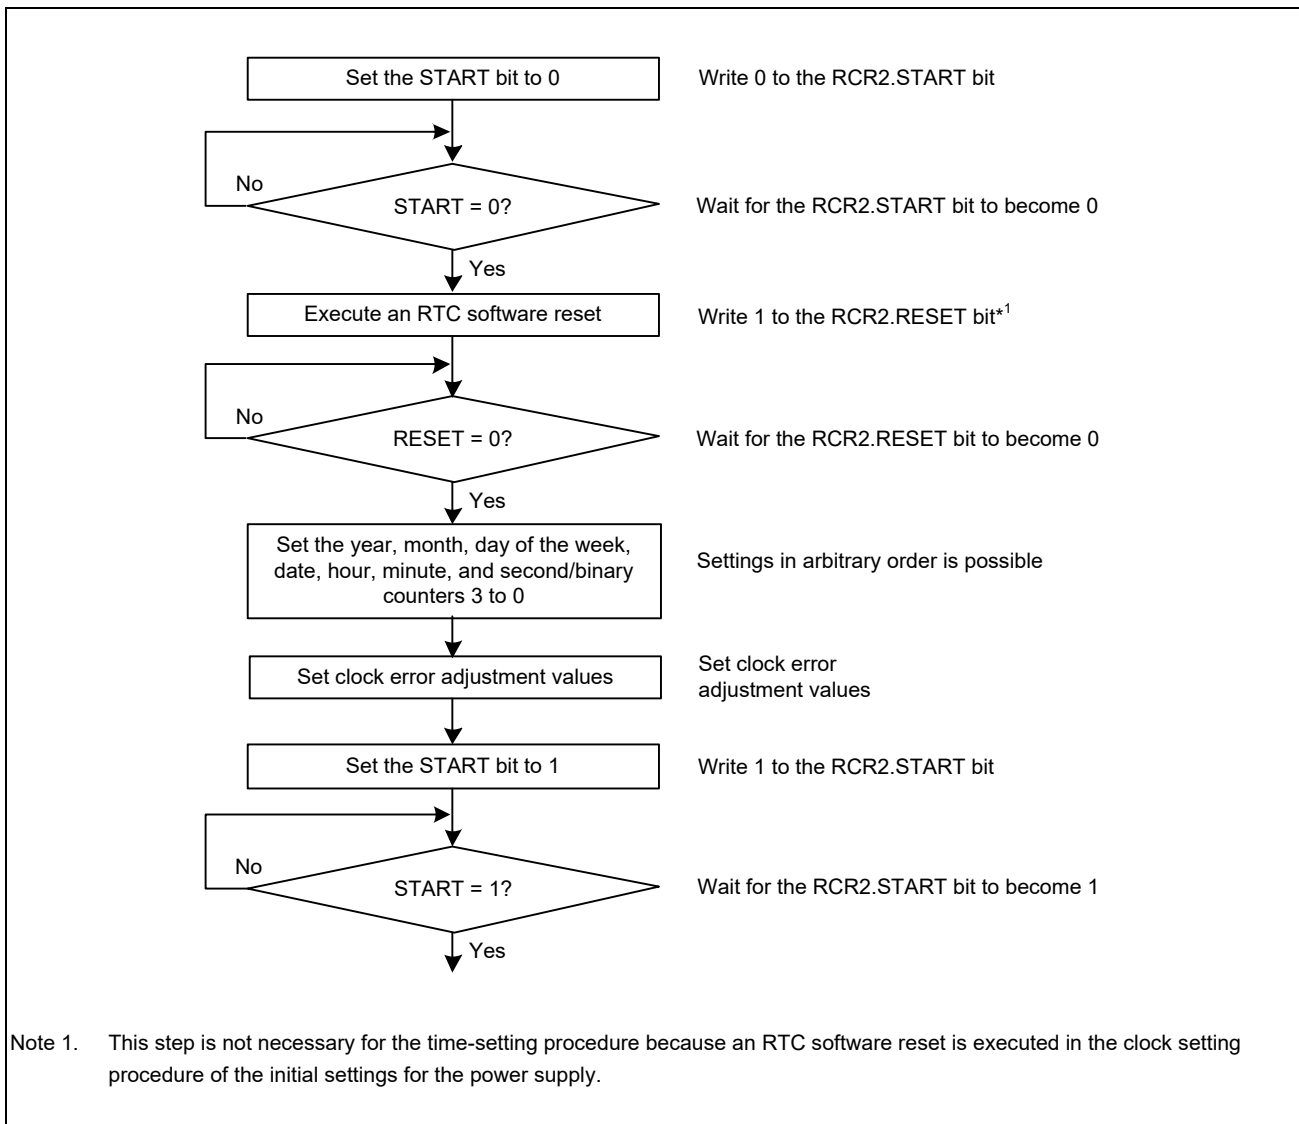 Set the START bit to 0
Write 0 to the RCR2.START bit
No
START = 0?
Wait for the RCR2.START bit to become 0
Yes
Execute an RTC software reset
Write 1 to the RCR2.RESET bit*1
No
RESET = 0?
Wait for the RCR2.RESET bit to become 0
Yes
Set the year, month, day of the week,
date, hour, minute, and second/binary
counters 3 to 0
Settings in arbitrary order is possible
Set clock error adjustment values
Set clock error
adjustment values
Set the START bit to 1
Write 1 to the RCR2.START bit
No
START = 1?
Wait for the RCR2.START bit to become 1
Yes
Note 1. This step is not necessary for the time-setting procedure because an RTC software reset is executed in the clock setting
procedure of the initial settings for the power supply.